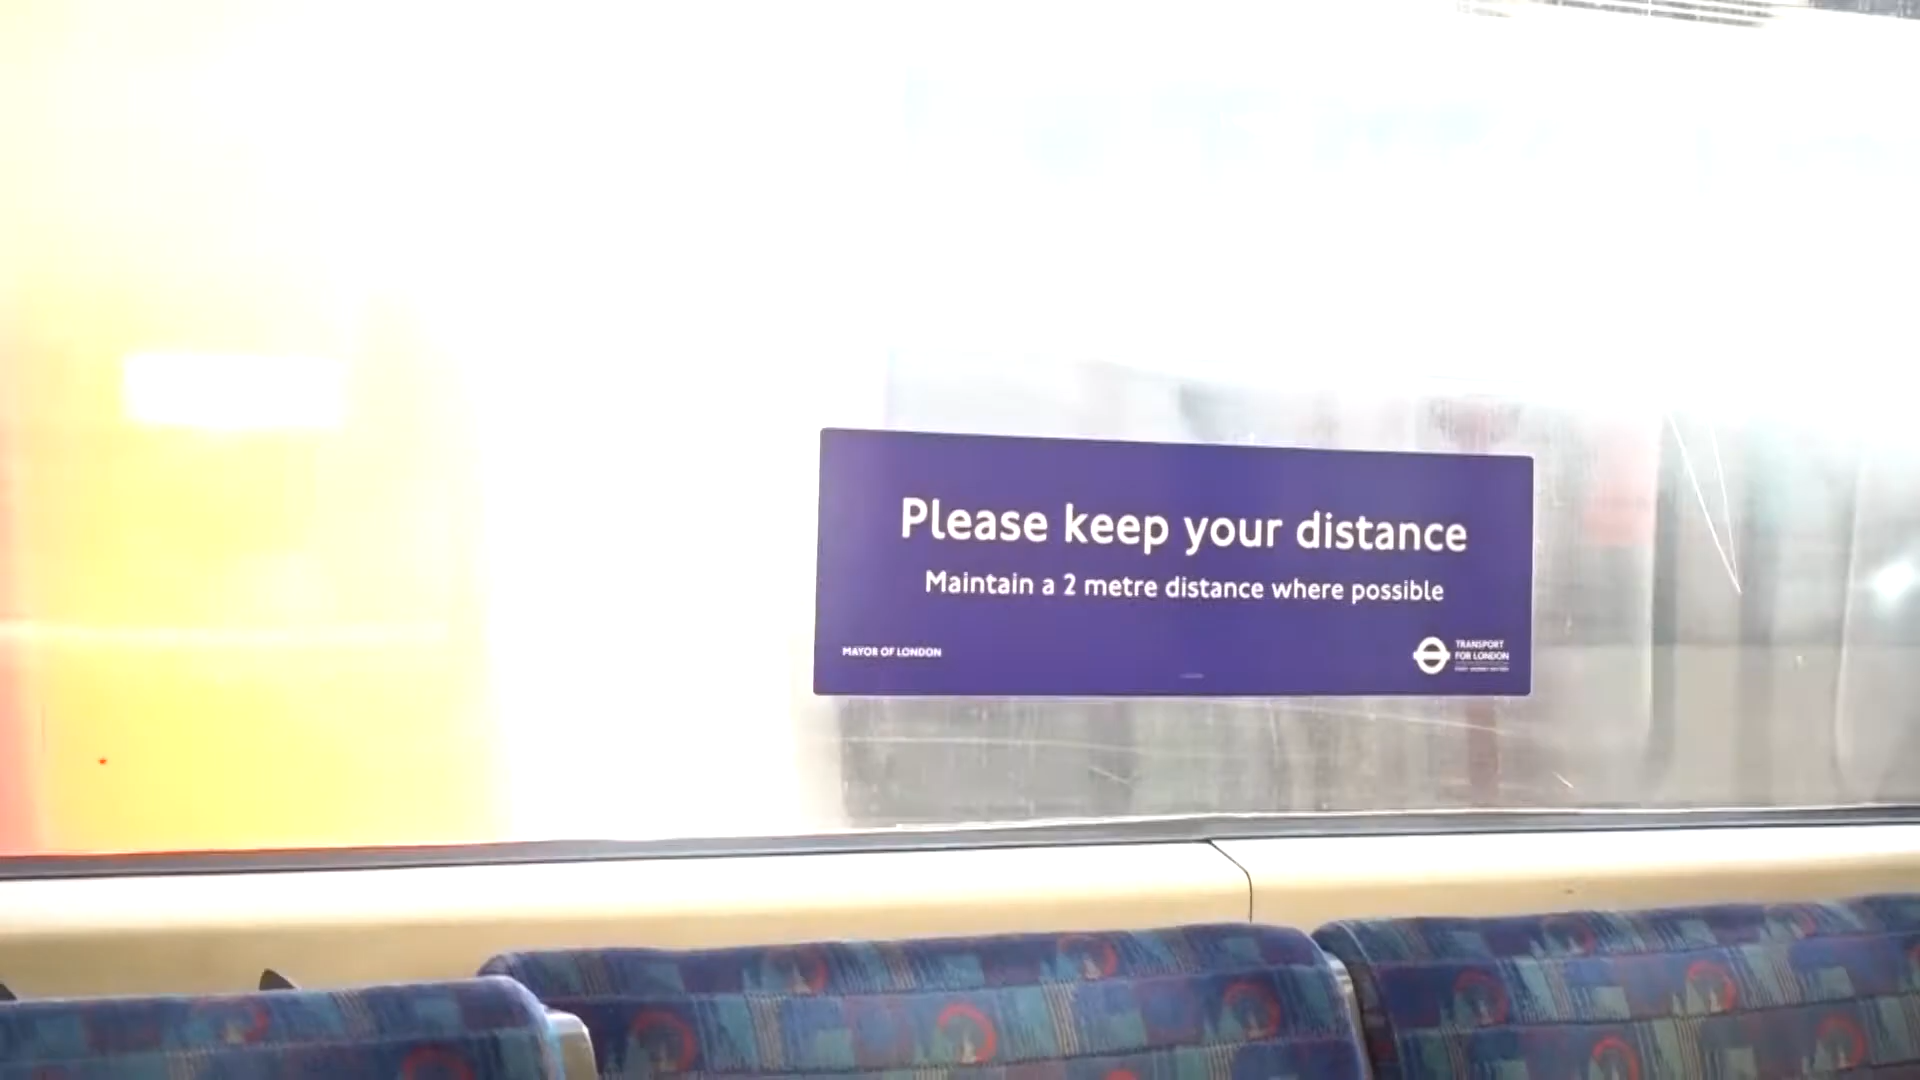 Please keep your distance
Maintain a 2 metre distance where possible
MAYOR OF LONDON
TRANSPORT
FOR LONDON